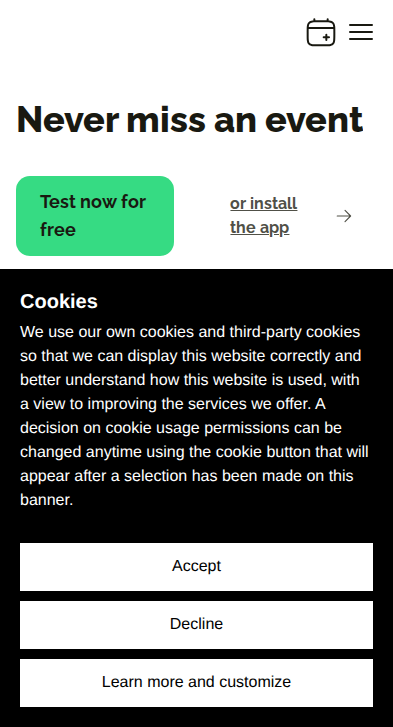 Never miss an event
Test now for
free
or install
the app
Cookies
We use our own cookies and third-party cookies
so that we can display this website correctly and
better understand how this website is used, with
a view to improving the services we offer. A
decision on cookie usage permissions can be
changed anytime using the cookie button that will
appear after a selection has been made on this
banner.
Accept
Decline
Learn more and customize